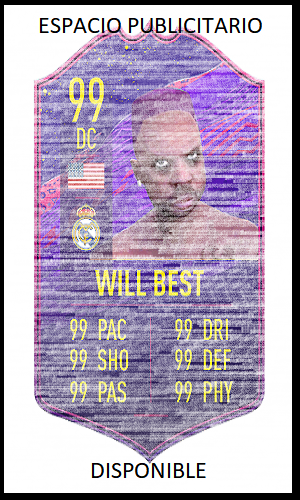 ESPACIO PUBLICITARIO
99
DC
WILL BEST
99 PAC 99 DRI
99 SHO 99 DEF
99 PAS 99 PHY
DISPONIBLE